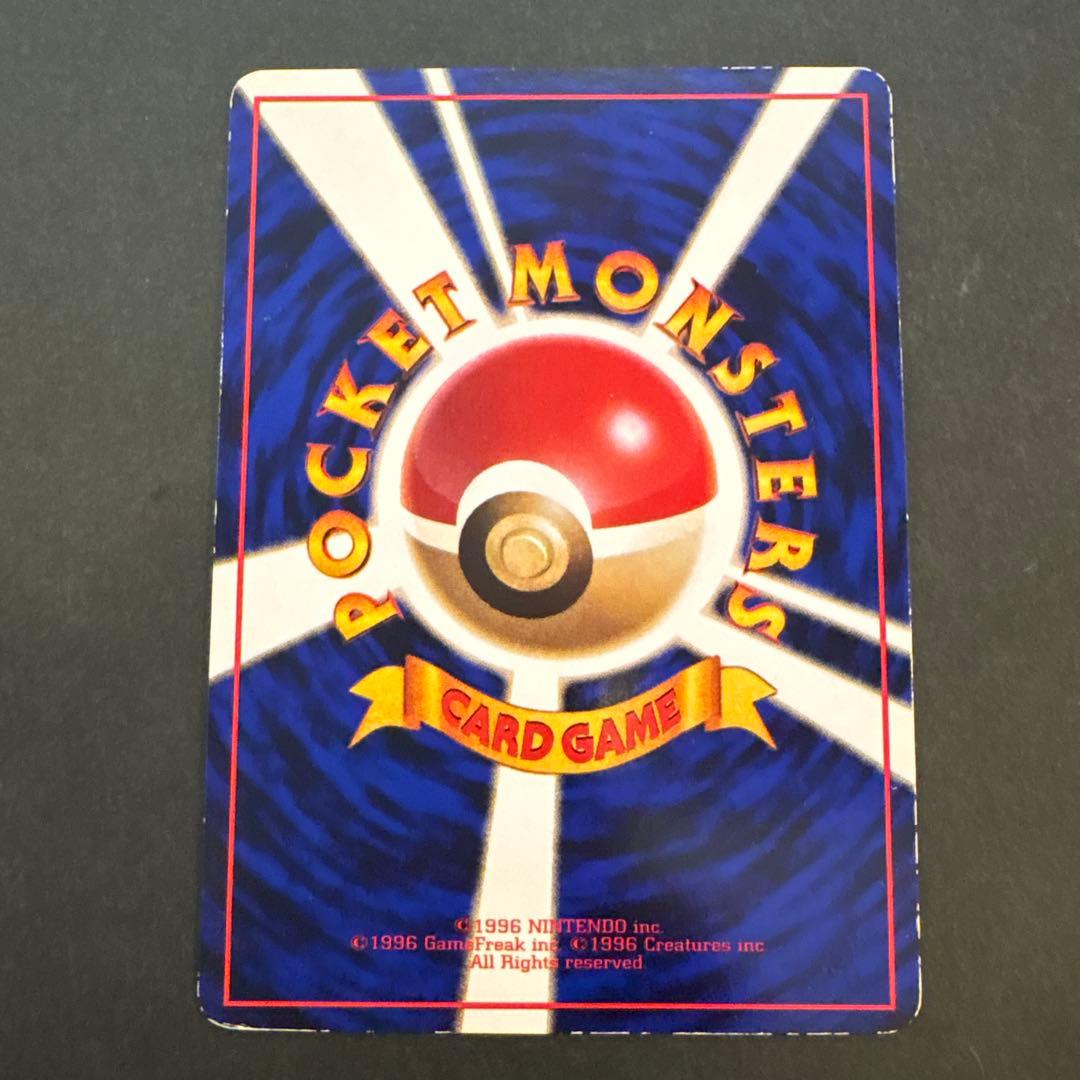 POCKET MONSTERS
CARD GAME
©1996 NINTENDO inc.
©1996 GameFreak inc. ©1996 Creatures inc
All Rights reserved.